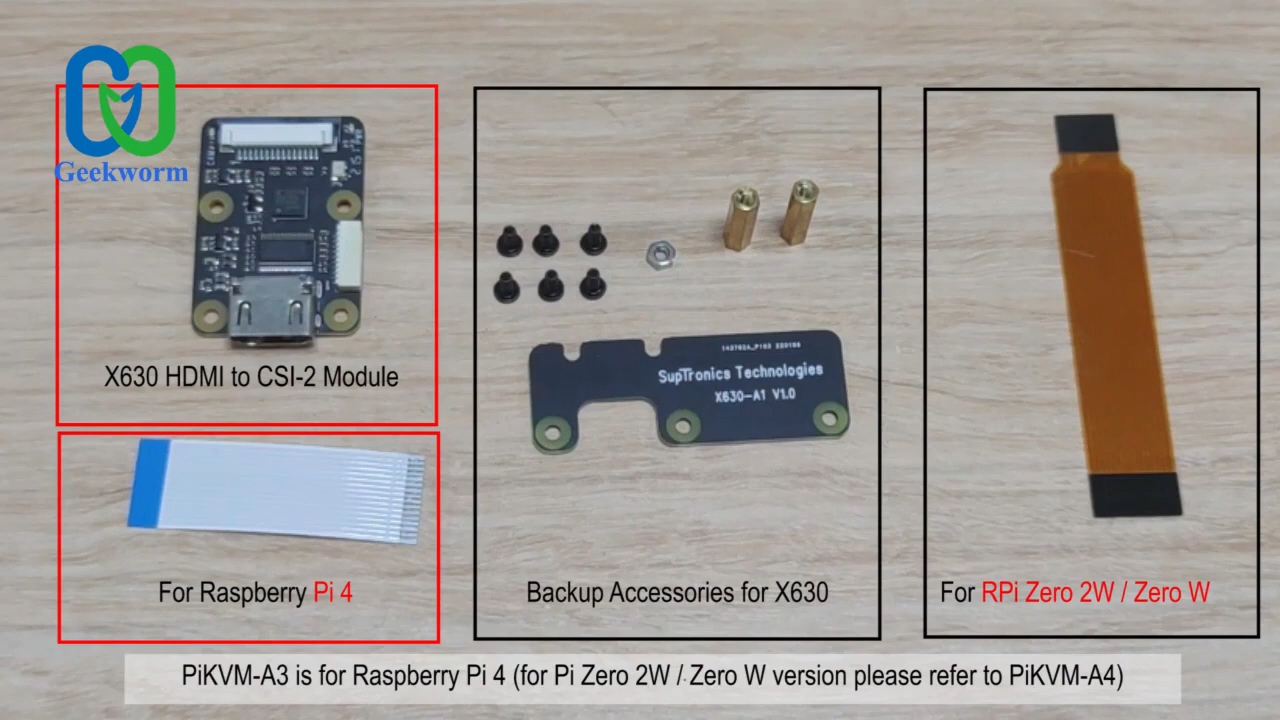 Geekworm
X630 HDMI to CSI-2 Module
For Raspberry Pi 4
SupTronics Technologies
X630-A1 V1.0
Backup Accessories for X630
For RPi Zero 2W / Zero W
PiKVM-A3 is for Raspberry Pi 4 (for Pi Zero 2W / Zero W version please refer to PiKVM-A4)